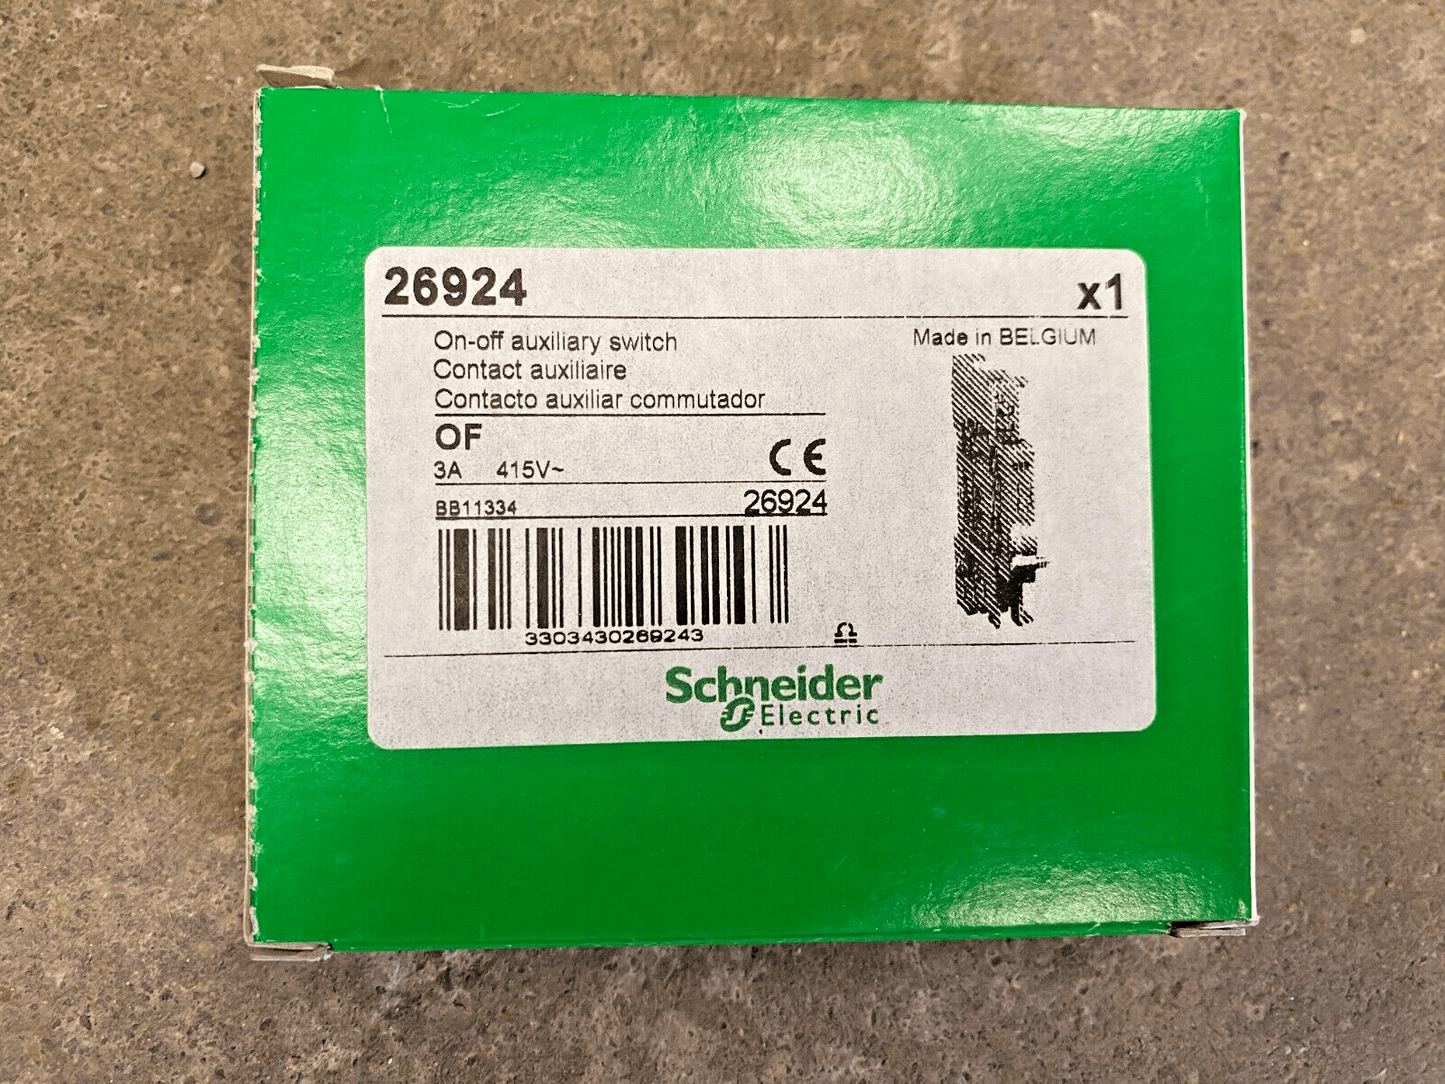 26924
x1
On-off auxiliary switch
Made in BELGIUM
Contact auxiliaire
Contacto auxiliar commutador
OF
CE
3A 415V~
BB11334
26924
3303430269243
Schneider
Electric